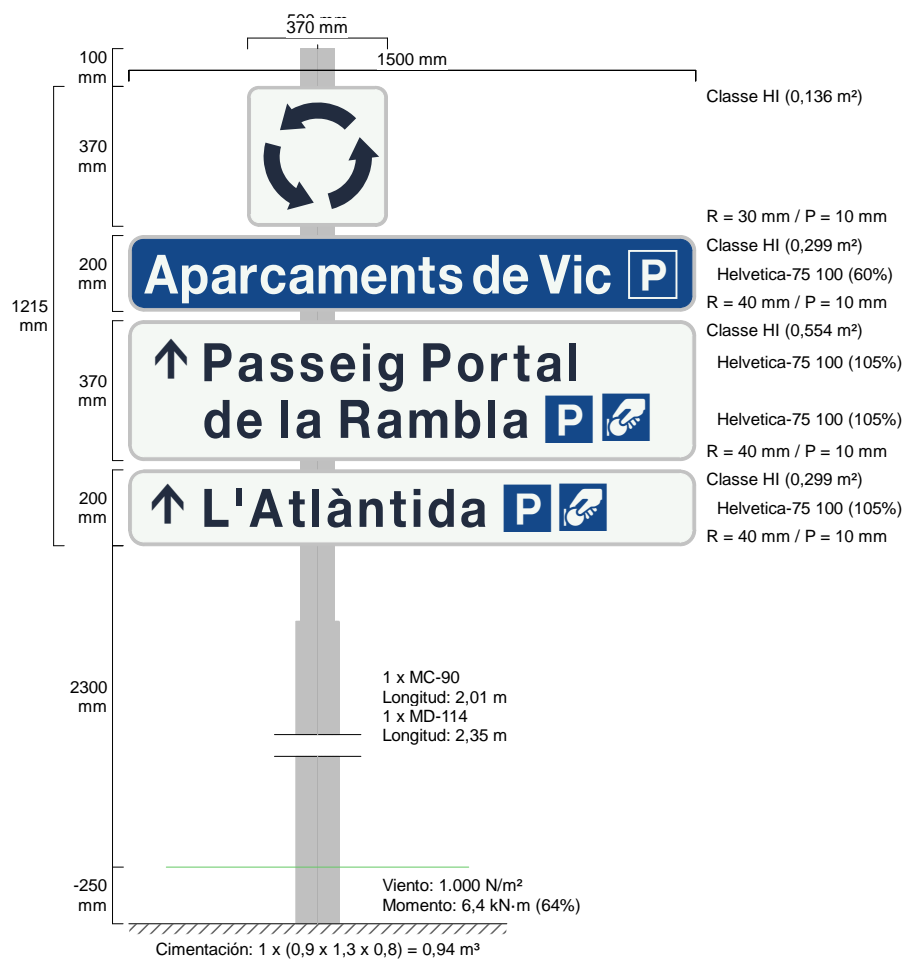 370 mm
100
mm
1500 mm
Classe HI (0,136 m²)
370
mm
R = 30 mm / P = 10 mm
200
mm
Aparcaments de Vic P
Classe HI (0,299 m²)
Helvetica-75 100 (60%)
R = 40 mm / P = 10 mm
1215
mm
370
mm
Passeig Portal
de la Rambla P
Classe HI (0,554 m²)
Helvetica-75 100 (105%)
Helvetica-75 100 (105%)
R = 40 mm / P = 10 mm
200
mm
L'Atlàntida P
Classe HI (0,299 m²)
Helvetica-75 100 (105%)
R = 40 mm / P = 10 mm
2300
mm
1 x MC-90
Longitud: 2,01 m
1 x MD-114
Longitud: 2,35 m
-250
mm
Viento: 1.000 N/m²
Momento: 6,4 kN·m (64%)
Cimentación: 1 x (0,9 x 1,3 x 0,8) = 0,94 m³